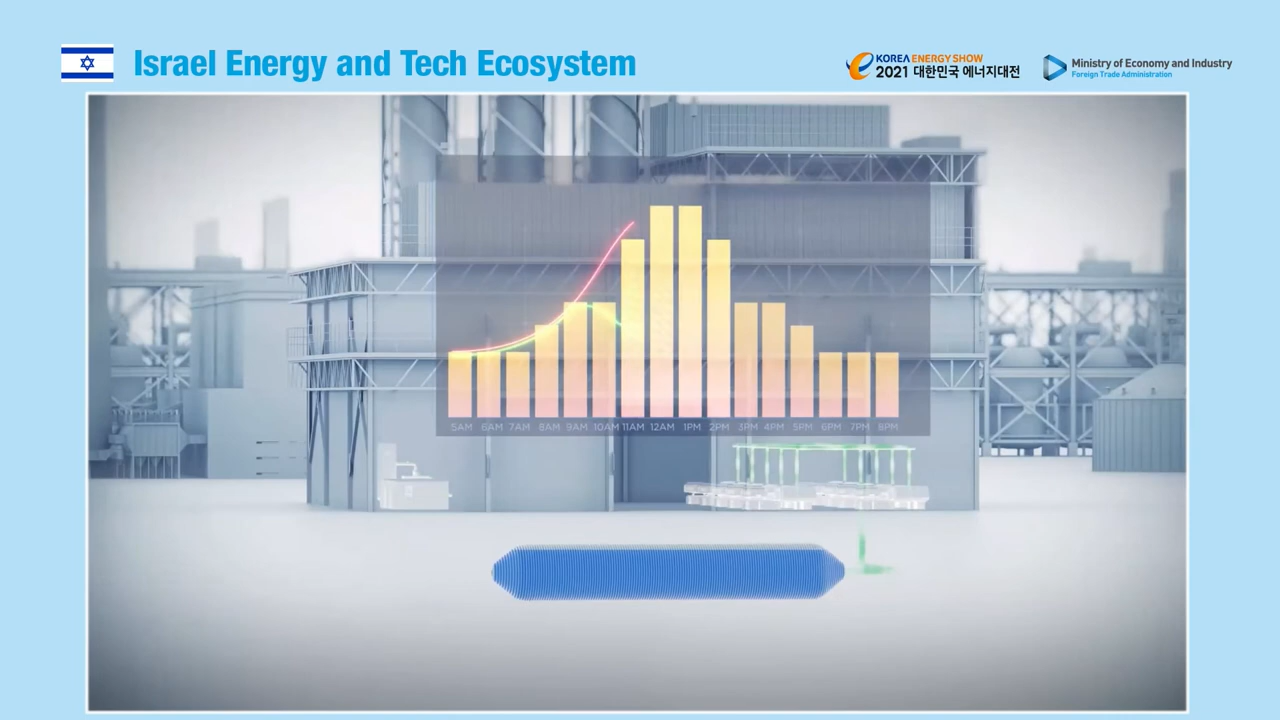 Israel Energy and Tech Ecosystem
KOREA ENERGY SHOW
2021 대한민국 에너지대전
Ministry of Economy and Industry
Foreign Trade Administration
5AM 6AM 7AM 8AM 9AM 10AM 11AM 12AM 1PM 2PM 3PM 4PM 5PM 6PM 7PM 8PM